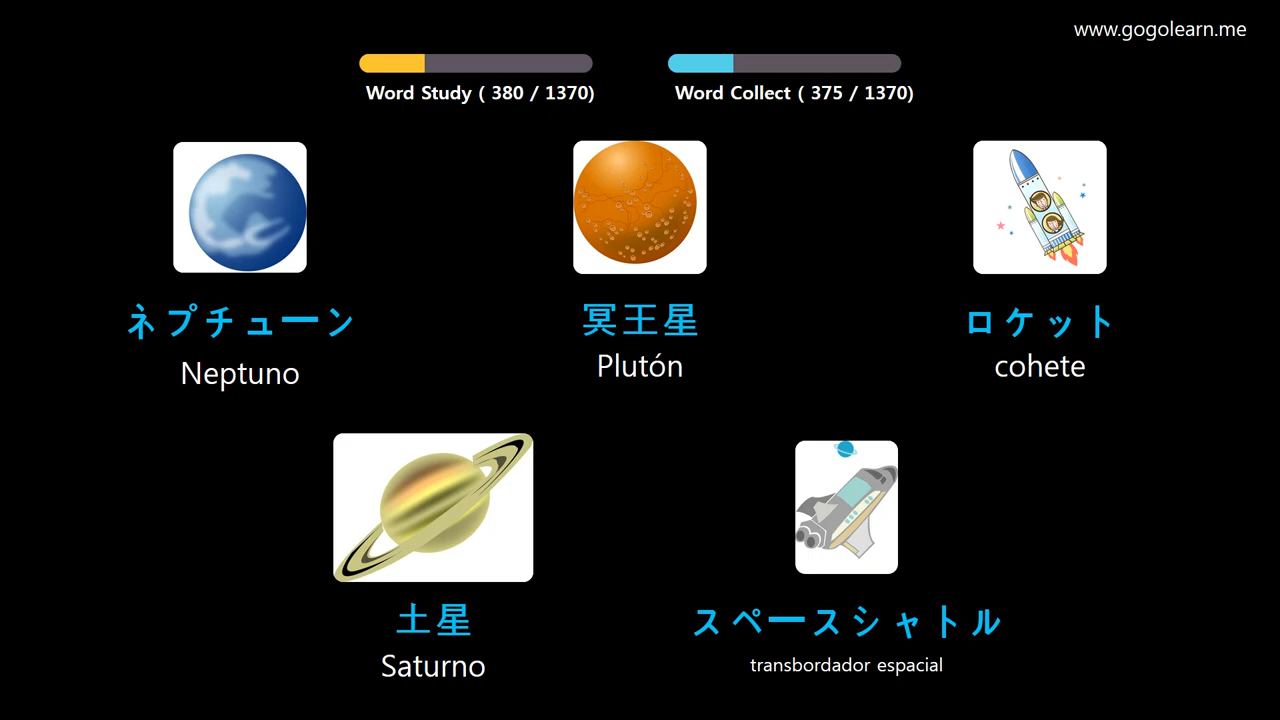 www.gogolearn.me
Word Study ( 380 / 1370)
Word Collect ( 375 / 1370)
ネプチューン
Neptuno
冥王星
Plutón
ロケット
cohete
土星
Saturno
スペースシャトル
transbordador espacial